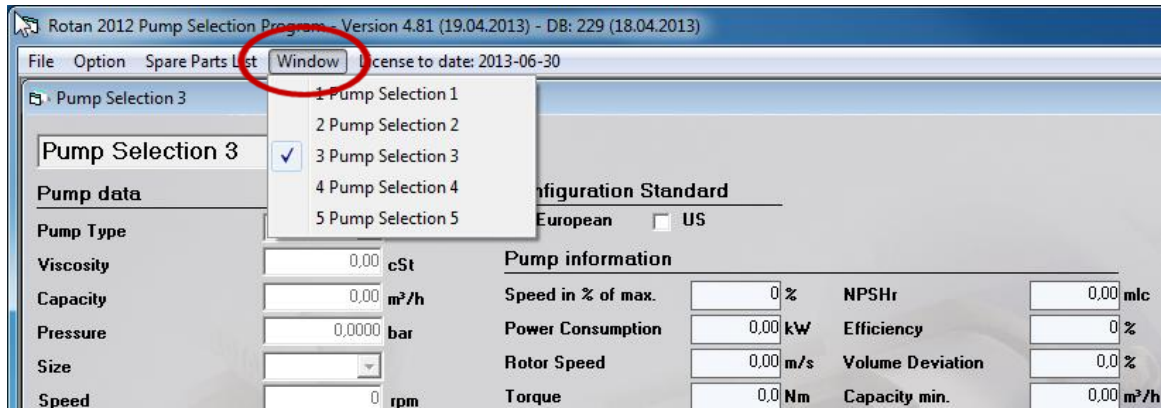 Rotan 2012 Pump Selection Program - Version 4.81 (19.04.2013) - DB: 229 (18.04.2013)
File Option Spare Parts List Window License to date: 2013-06-30
Pump Selection 3
1 Pump Selection 1
2 Pump Selection 2
Pump Selection 3
3 Pump Selection 3
4 Pump Selection 4
5 Pump Selection 5
Pump data
nfiguration Standard
European US
Pump Type
Viscosity 0,00 cSt
Pump information
Capacity 0,00 m³/h
Speed in % of max. 0 % NPSHr 0,00 mlc
Pressure 0,0000 bar
Power Consumption 0,00 kW Efficiency 0 %
Size
Rotor Speed 0,00 m/s Volume Deviation 0,0 %
Speed 0 rpm
Torque 0,0 Nm Capacity min. 0,00 m³/h